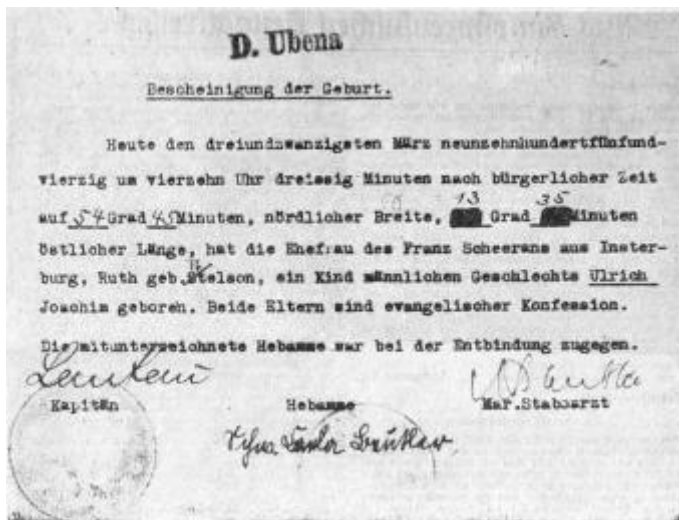 D. Ubena
Bescheinigung der Geburt.
Heute den dreiundzwanzigsten März neunzehnhundertfünfund-
vierzig um vierzehn Uhr dreissig Minuten nach bürgerlicher Zeit
auf 54 Grad 45 Minuten, nördlicher Breite, 13 Grad 35 Minuten
östlicher Länge, hat die Ehefrau des Franz Scheerans aus Inster-
burg, Ruth geb. ein Kind männlichen Geschlechts Ulrich
Joachim geboren. Beide Eltern sind evangelischer Konfession.
Die mitunterzeichnete Hebamme war bei der Entbindung zugegen.
Kapitän Hebamme Mar.Stabsarzt